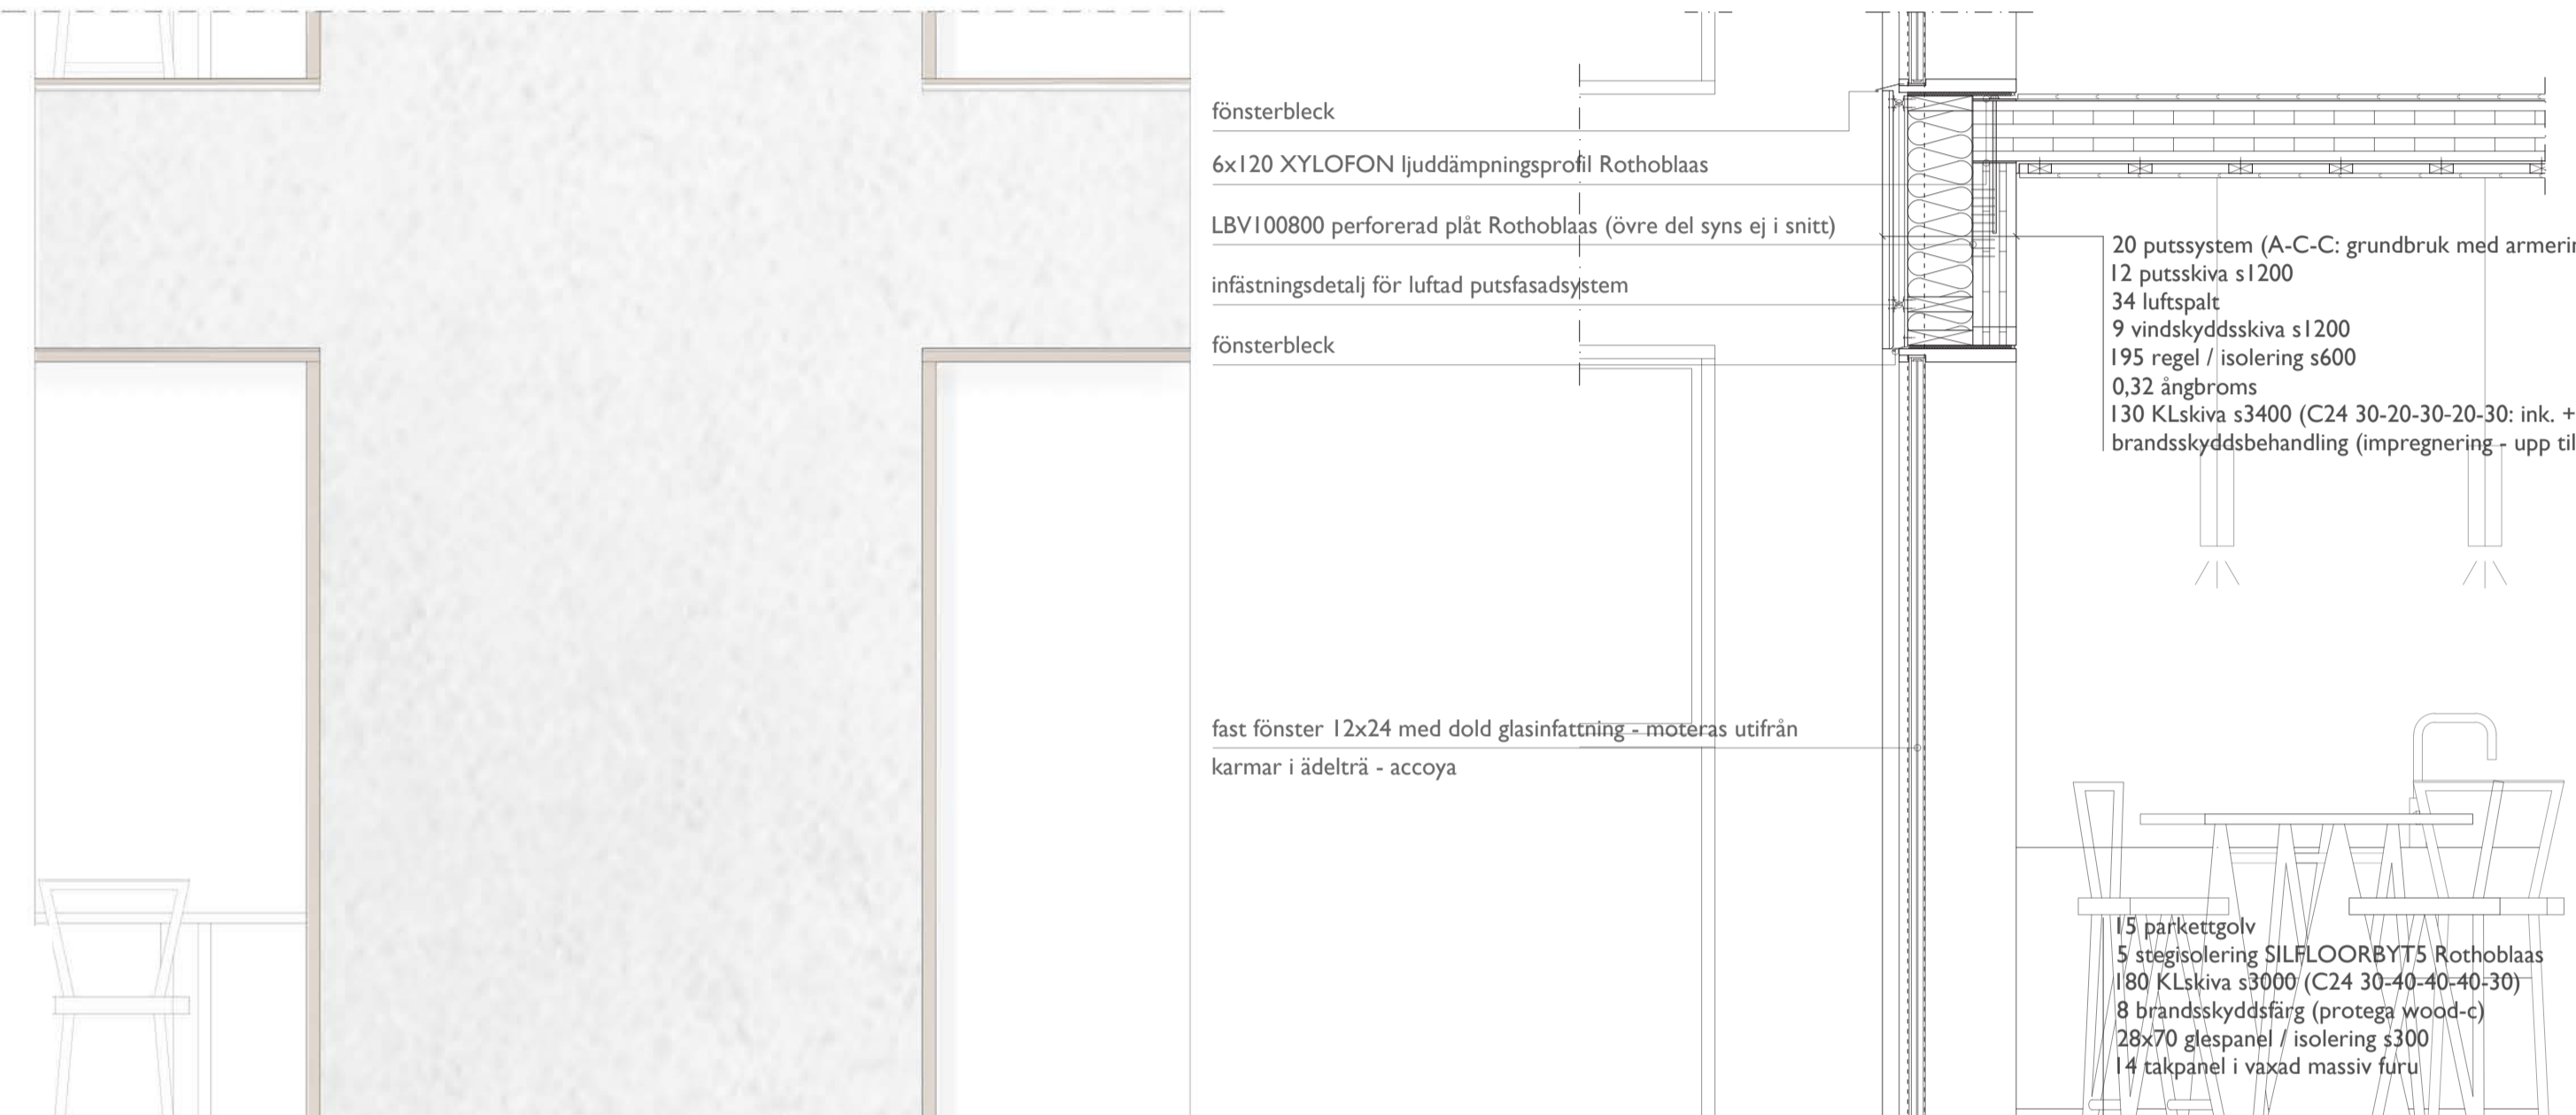 fönsterbleck
6x120 XYLOFON ljuddämpningsprofil Rothoblaas
LBV100800 perforerad plåt Rothoblaas (övre del syns ej i snitt)
infästningsdetalj för luftad putsfasadsystem
fönsterbleck
fast fönster 12x24 med dold glasinfattning - moteras utifrån
karmar i ädelträ - accoya
20 putssystem (A-C-C: grundbruk med armerin
12 putsskiva s1200
34 luftspalt
9 vindskyddsskiva s1200
195 regel / isolering s600
0,32 ångbroms
130 KLskiva s3400 (C24 30-20-30-20-30: ink. +
brandsskyddsbehandling (impregnering - upp til
15 parkettgolv
5 stegisolering SILFLOORBYT5 Rothoblaas
180 KLskiva s3000 (C24 30-40-40-40-30)
8 brandsskyddsfärg (protega wood-c)
28x70 glespanel / isolering s300
14 takpanel i vaxad massiv furu